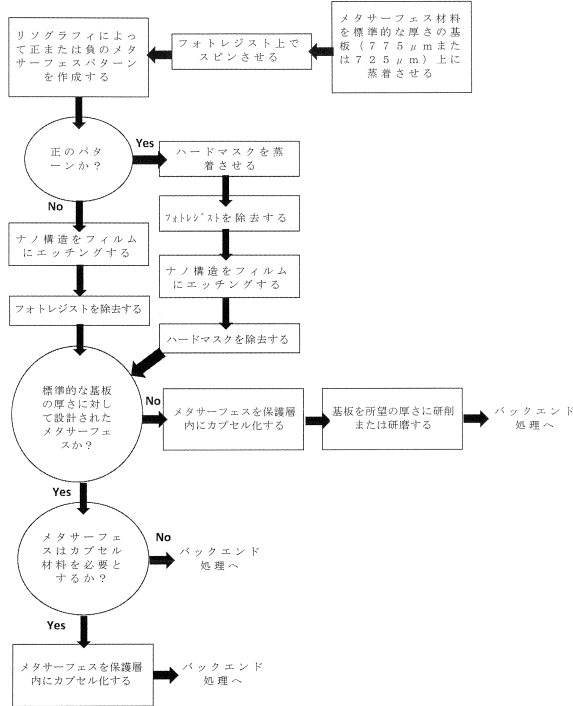 メタサーフェス材料
を標準的な厚さの基
板（７７５μｍまた
は７２５μｍ）上に
蒸着させる
フォトレジスト上で
スピンさせる
リソグラフィによっ
て正または負のメタ
サーフェスパターン
を作成する
正のパタ
ーンか？
Yes
ハードマスクを蒸
着させる
ﾌｫﾄﾚｼﾞｽﾄを除去する
ナノ構造をフィルム
にエッチングする
ハードマスクを除去する
No
ナノ構造をフィルム
にエッチングする
フォトレジストを除去する
標準的な基板
の厚さに対し
て設計された
メタサーフェ
スか？
No
メタサーフェスを保護層
内にカプセル化する
基板を所望の厚さに研削
または研磨する
バックエンド
処理へ
Yes
メタサーフェ
スはカプセル
材料を必要と
するか？
No
バックエンド
処理へ
Yes
メタサーフェスを保護層
内にカプセル化する
バックエンド
処理へ